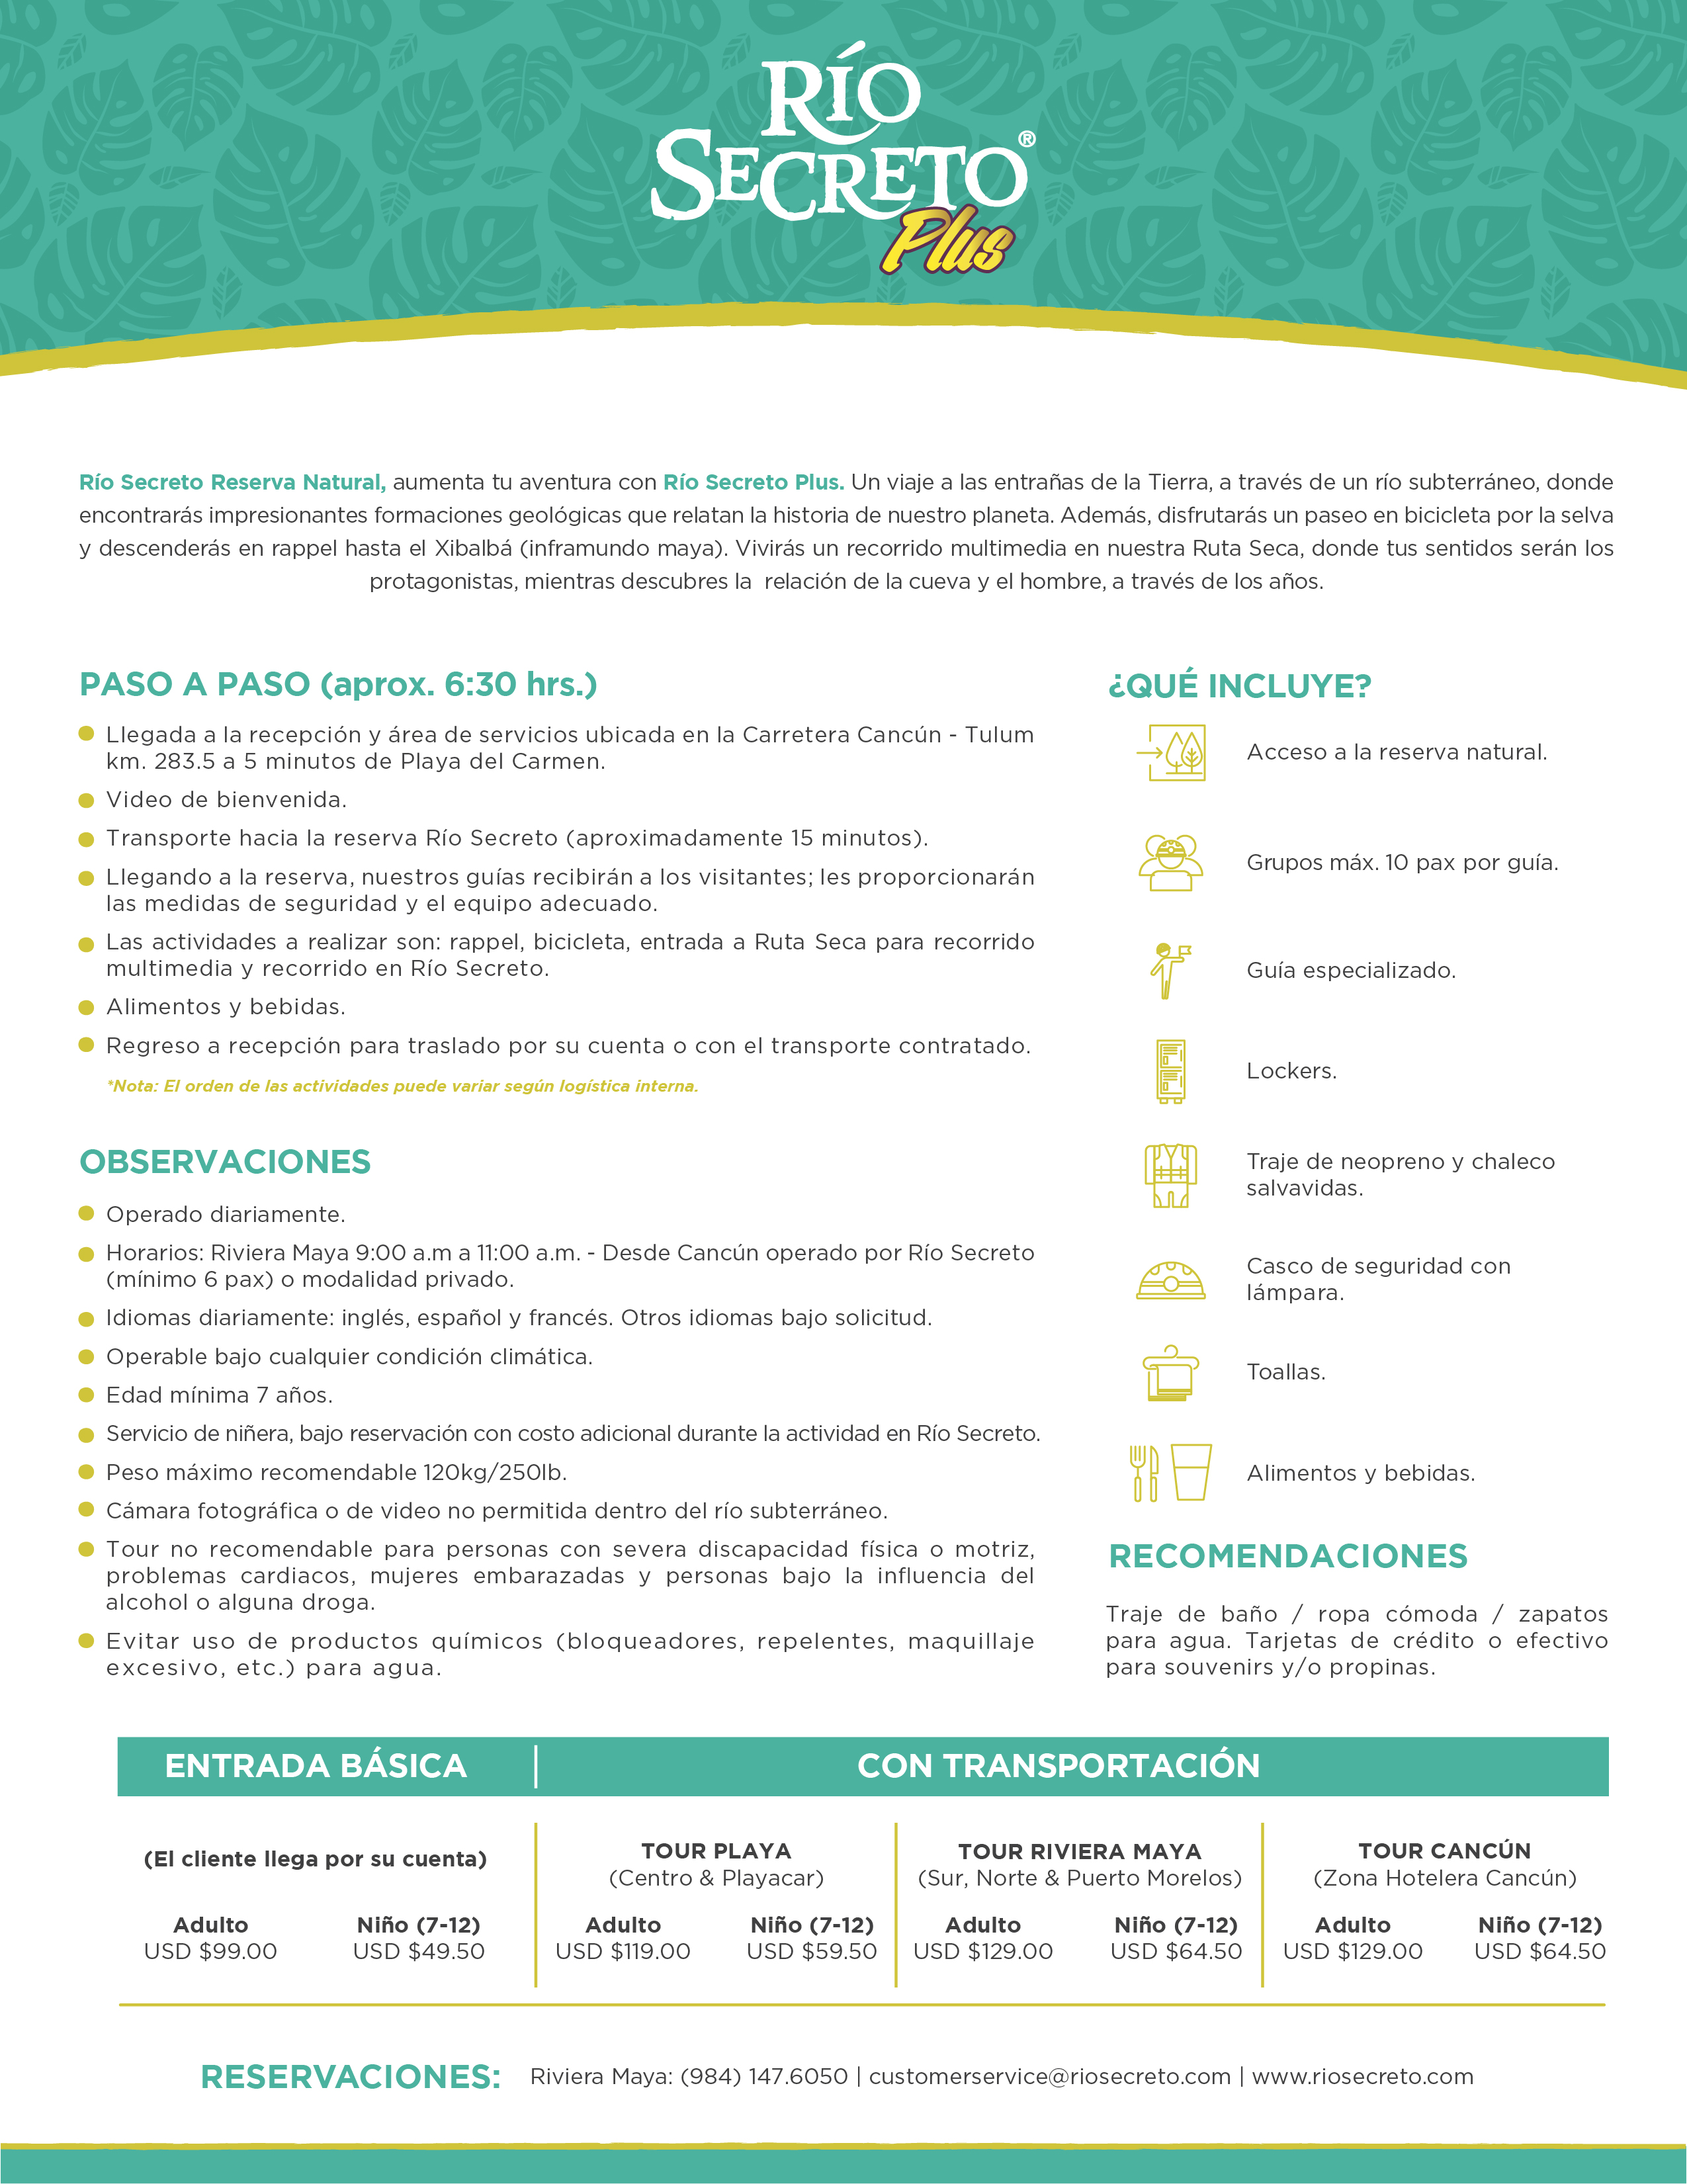 RÍO
SECRETO®
Plus
Río Secreto Reserva Natural, aumenta tu aventura con Río Secreto Plus. Un viaje a las entrañas de la Tierra, a través de un río subterráneo, donde
encontrarás impresionantes formaciones geológicas que relatan la historia de nuestro planeta. Además, disfrutarás un paseo en bicicleta por la selva
y descenderás en rappel hasta el Xibalbá (inframundo maya). Vivirás un recorrido multimedia en nuestra Ruta Seca, donde tus sentidos serán los
protagonistas, mientras descubres la relación de la cueva y el hombre, a través de los años.
PASO A PASO (aprox. 6:30 hrs.)
Llegada a la recepción y área de servicios ubicada en la Carretera Cancún - Tulum
km. 283.5 a 5 minutos de Playa del Carmen.
Video de bienvenida.
Transporte hacia la reserva Río Secreto (aproximadamente 15 minutos).
Llegando a la reserva, nuestros guías recibirán a los visitantes; les proporcionarán
las medidas de seguridad y el equipo adecuado.
Las actividades a realizar son: rappel, bicicleta, entrada a Ruta Seca para recorrido
multimedia y recorrido en Río Secreto.
Alimentos y bebidas.
Regreso a recepción para traslado por su cuenta o con el transporte contratado.
*Nota: El orden de las actividades puede variar según logística interna.
OBSERVACIONES
Operado diariamente.
Horarios: Riviera Maya 9:00 a.m a 11:00 a.m. - Desde Cancún operado por Río Secreto
(mínimo 6 pax) o modalidad privado.
Idiomas diariamente: inglés, español y francés. Otros idiomas bajo solicitud.
Operable bajo cualquier condición climática.
Edad mínima 7 años.
Servicio de niñera, bajo reservación con costo adicional durante la actividad en Río Secreto.
Peso máximo recomendable 120kg/250lb.
Cámara fotográfica o de video no permitida dentro del río subterráneo.
Tour no recomendable para personas con severa discapacidad física o motriz,
problemas cardiacos, mujeres embarazadas y personas bajo la influencia del
alcohol o alguna droga.
Evitar uso de productos químicos (bloqueadores, repelentes, maquillaje
excesivo, etc.) para agua.
¿QUÉ INCLUYE?
Acceso a la reserva natural.
Grupos máx. 10 pax por guía.
Guía especializado.
Lockers.
Traje de neopreno y chaleco
salvavidas.
Casco de seguridad con
lámpara.
Toallas.
Alimentos y bebidas.
RECOMENDACIONES
Traje de baño / ropa cómoda / zapatos
para agua. Tarjetas de crédito o efectivo
para souvenirs y/o propinas.
ENTRADA BÁSICA | CON TRANSPORTACIÓN
(El cliente llega por su cuenta)
Adulto Niño (7-12)
USD $99.00 USD $49.50
TOUR PLAYA
(Centro & Playacar)
Adulto Niño (7-12)
USD $119.00 USD $59.50
TOUR RIVIERA MAYA
(Sur, Norte & Puerto Morelos)
Adulto Niño (7-12)
USD $129.00 USD $64.50
TOUR CANCÚN
(Zona Hotelera Cancún)
Adulto Niño (7-12)
USD $129.00 USD $64.50
RESERVACIONES: Riviera Maya: (984) 147.6050 | customerservice@riosecreto.com | www.riosecreto.com